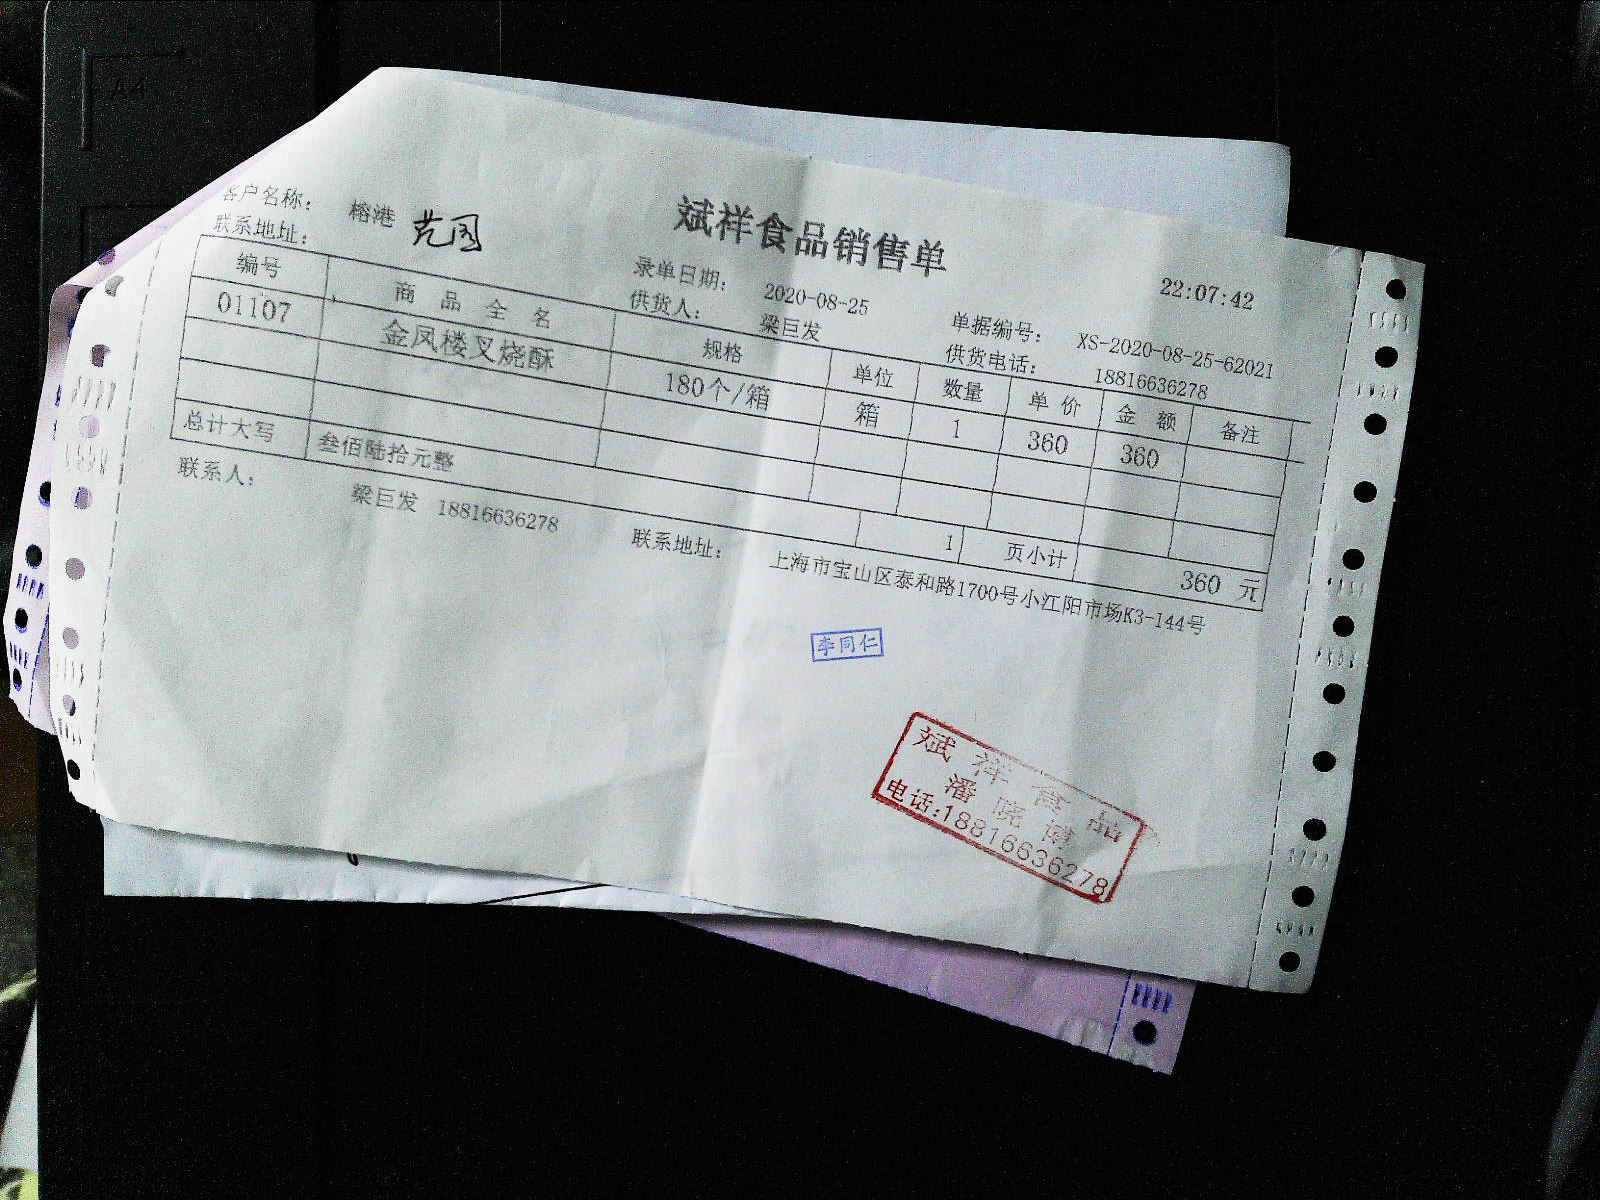 斌祥食品销售单
22:07:42
客户名称： 榕港 录单日期： 2020-08-25 单据编号： XS-2020-08-25-62021
联系地址： 供货人： 梁巨发 供货电话： 18816636278
编号 商品全名 规格 单位 数量 单价 金额 备注
01107 金凤楼叉烧酥 180个/箱 箱 1 360 360
总计大写 叁佰陆拾元整 1 页小计 360 元
联系人： 梁巨发 18816636278 联系地址： 上海市宝山区泰和路1700号小江阳市场K3-144号
李同仁
斌祥食品
潘晓
电话:18816636278
A4